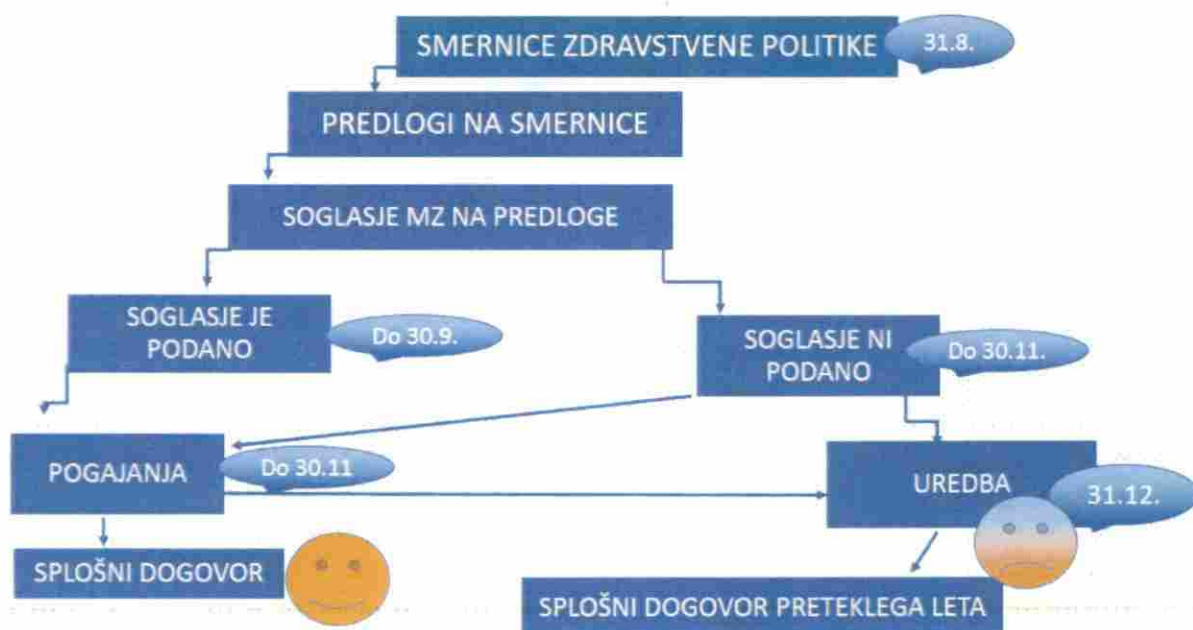 SMERNICE ZDRAVSTVENE POLITIKE
31.8.
PREDLOGI NA SMERNICE
SOGLASJE MZ NA PREDLOGE
SOGLASJE JE
PODANO
Do 30.9.
SOGLASJE NI
PODANO
Do 30.11.
POGAJANJA
Do 30.11
UREDBA
31.12.
SPLOŠNI DOGOVOR
SPLOŠNI DOGOVOR PRETEKLEGA LETA